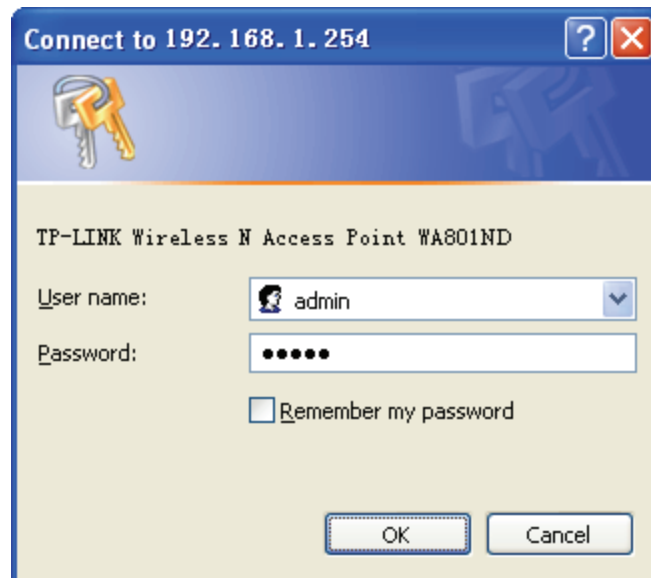 Connect to 192.168.1.254
TP-LINK Wireless N Access Point WA801ND
User name:
admin
Password:
●●●●●
Remember my password
OK
Cancel